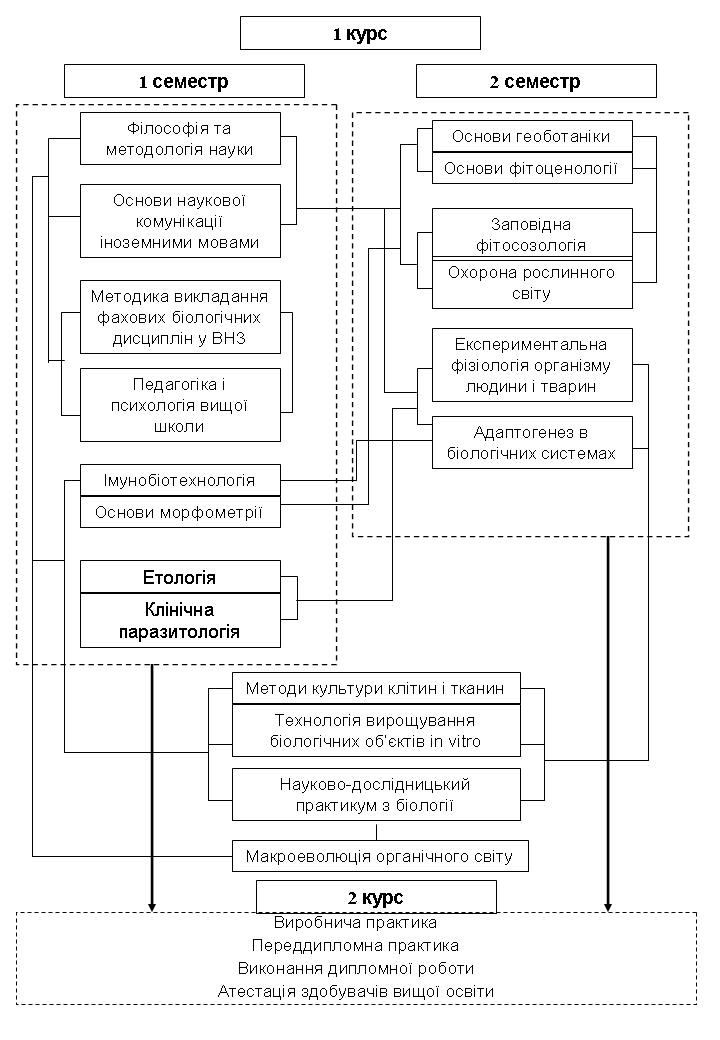 1 курс
1 семестр
2 семестр
Філософія та
методологія науки
Основи наукової
комунікації
іноземними мовами
Методика викладання
фахових біологічних
дисциплін у ВНЗ
Педагогіка і
психологія вищої
школи
Імунобіотехнологія
Основи морфометрії
Етологія
Клінічна
паразитологія
Основи геоботаніки
Основи фітоценології
Заповідна
фітосозологія
Охорона рослинного
світу
Експериментальна
фізіологія організму
людини і тварин
Адаптогенез в
біологічних системах
Методи культури клітин і тканин
Технологія вирощування
біологічних об'єктів in vitro
Науково-дослідницький
практикум з біології
Макроеволюція органічного світу
2 курс
Виробнича практика
Переддипломна практика
Виконання дипломної роботи
Атестація здобувачів вищої освіти